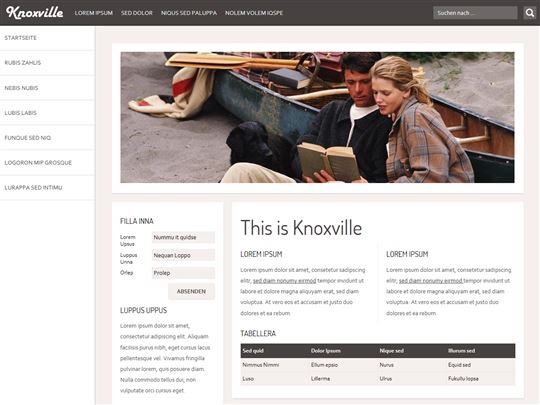 Knoxville LOREM IPSUM SED DOLOR NIQUS SED PALUPPA NOLEM VOLEM IQSPE Suchen nach ...
STARTSEITE
RUBIS ZAHLIS
NEBIS NUBIS
LUBIS LABIS
FUNQUE SED NIQ
LOGORON MIP GROSQUE
LURAPPA SED INTIMU
FILLA INNA
Lorem Upsus
Nummu it quidse
Luppus Unna
Nequan Loppo
Orlep
Prolep
ABSENDEN
LUPPUS UPPUS
Lorem ipsum dolor sit amet,
consetetur adipiscing elit. Aliquam
facilisis purus nibh, eget cursus lacus
pellentesque vel. Vivamus fringilla
pulvinar lorem, quis posuere diam.
Nulla commodo tellus dui, non
vulputate orci cursus eget.
This is Knoxville
LOREM IPSUM
Lorem ipsum dolor sit amet, consetetur sadipscing
elitr, sed diam nonumy eirmod tempor invidunt ut
labore et dolore magna aliquyam erat, sed diam
voluptua. At vero eos et accusam et justo duo
dolores et ea rebum.
LOREM IPSUM
Lorem ipsum dolor sit amet, consetetur sadipscing
elitr, sed diam nonumy eirmod tempor invidunt ut
labore et dolore magna aliquyam erat, sed diam
voluptua. At vero eos et accusam et justo duo
dolores et ea rebum.
TABELLERA
Sed quid Dolor Ipsum Nique sed Illorum sed
Nimmus Nimmi Ellum epsio Nurus Equid sed
Luso Lillerma Ulrus Fukullu lopsa